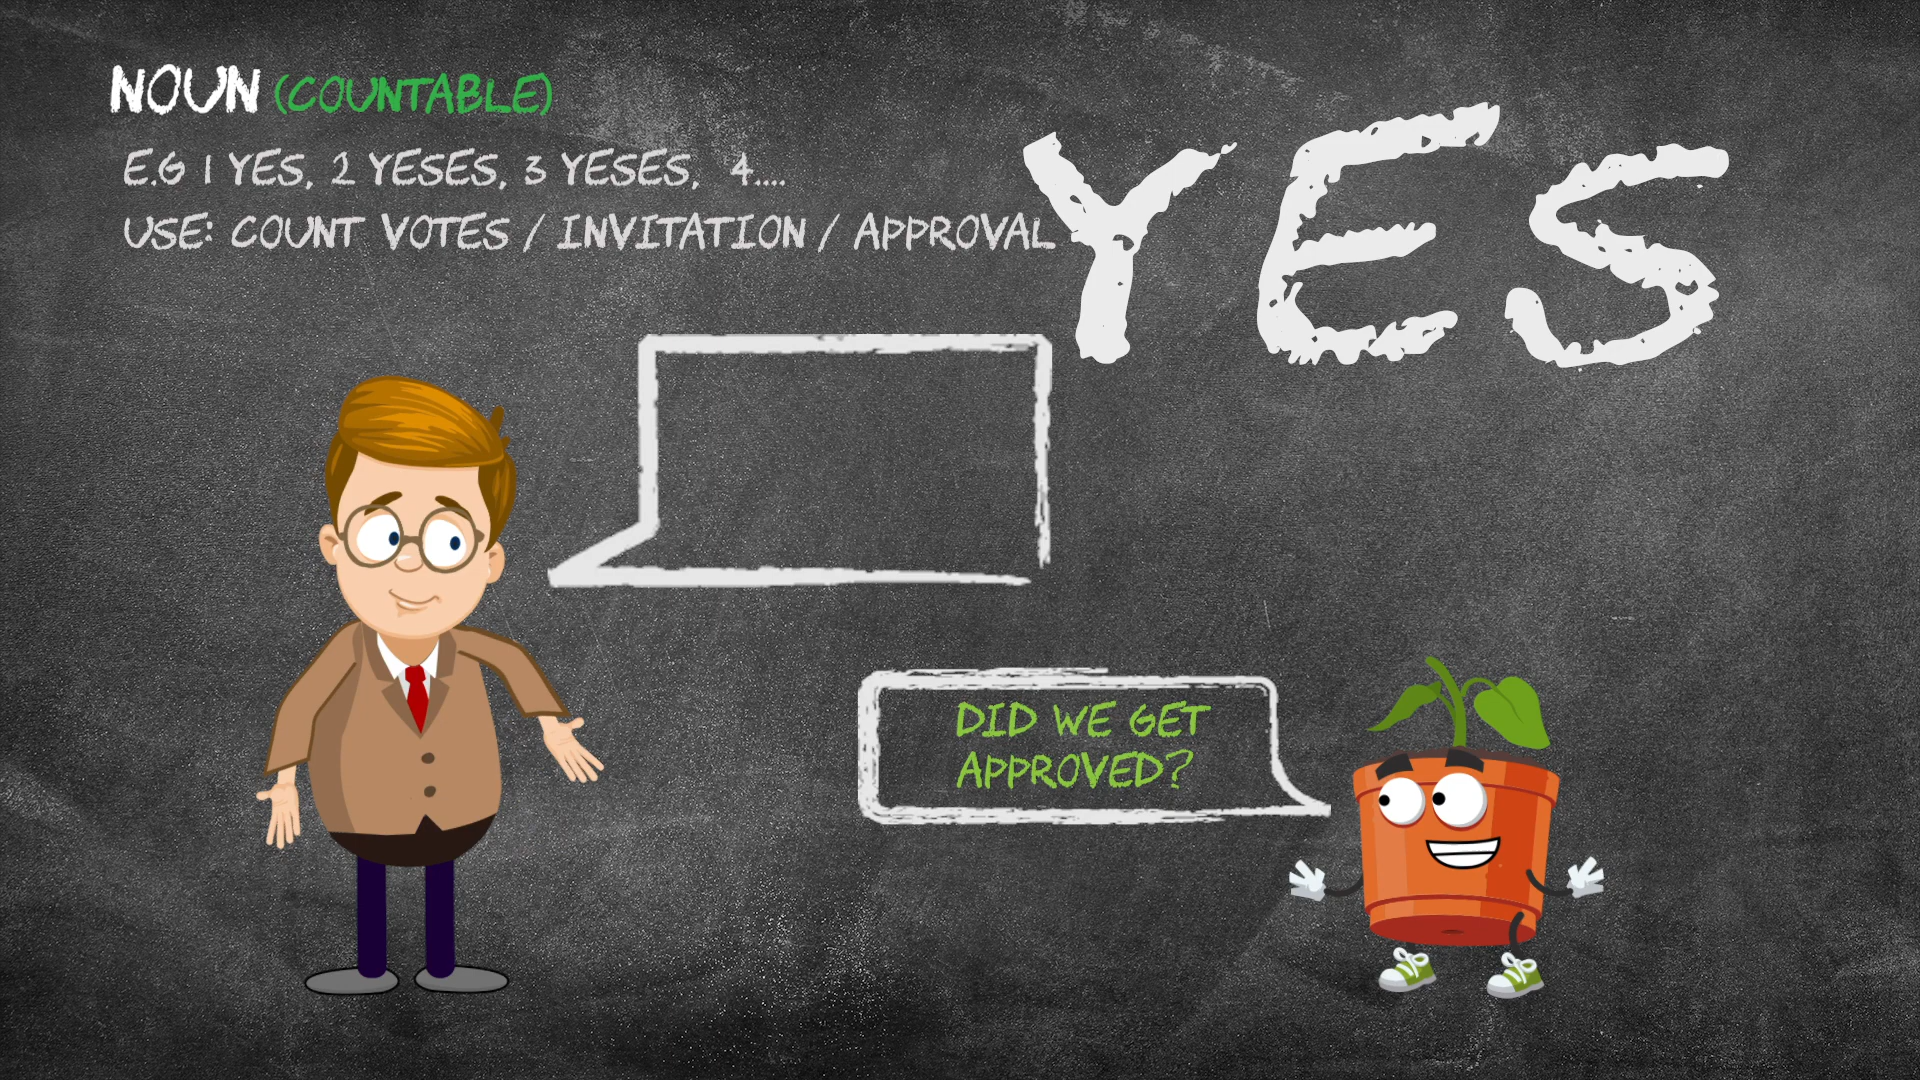 NOUN (COUNTABLE)
E.G 1 YES, 2 YESES, 3 YESES,  4....
USE: COUNT VOTES / INVITATION / APPROVAL
YES
DID WE GET
APPROVED?